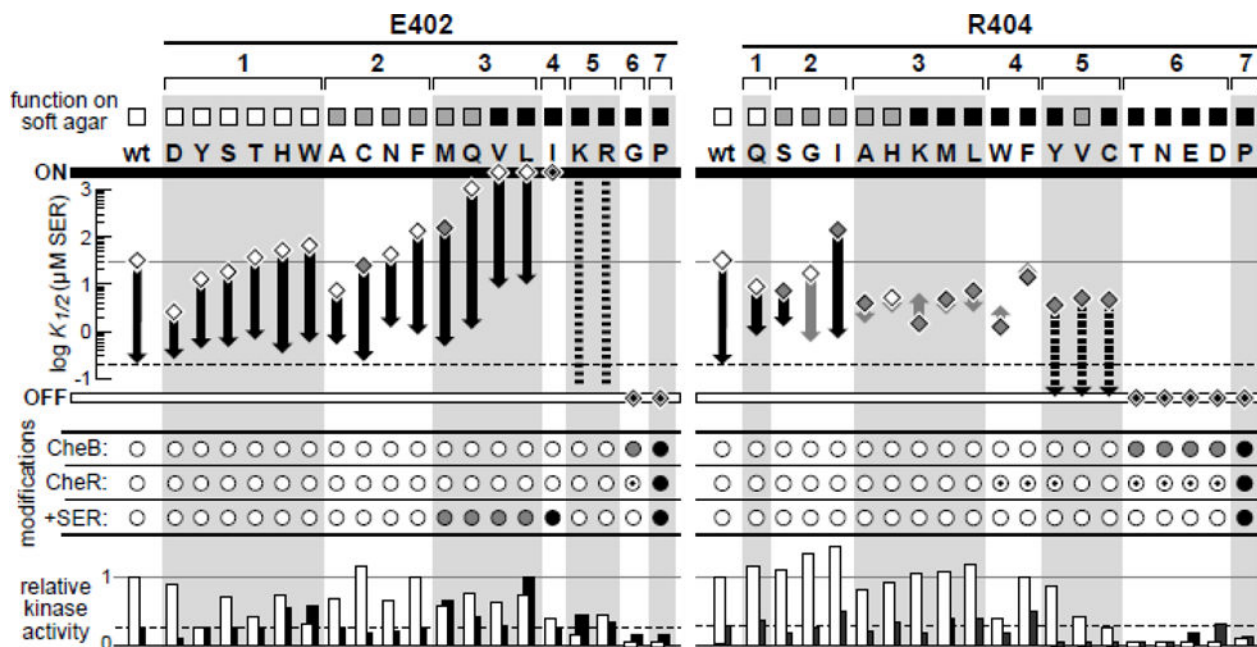 E402 R404
1 2 3 4 5 6 7 1 2 3 4 5 6 7
function on
soft agar
wt D Y S T H W A C N F M Q V L I K R G P wt Q S G I A H K M L W F Y V C T N E D P
ON
3
2
1
0
-1
log K1/2 (μM SER)
OFF
modifications
CheB:
CheR:
+SER:
relative
kinase
activity
1
0